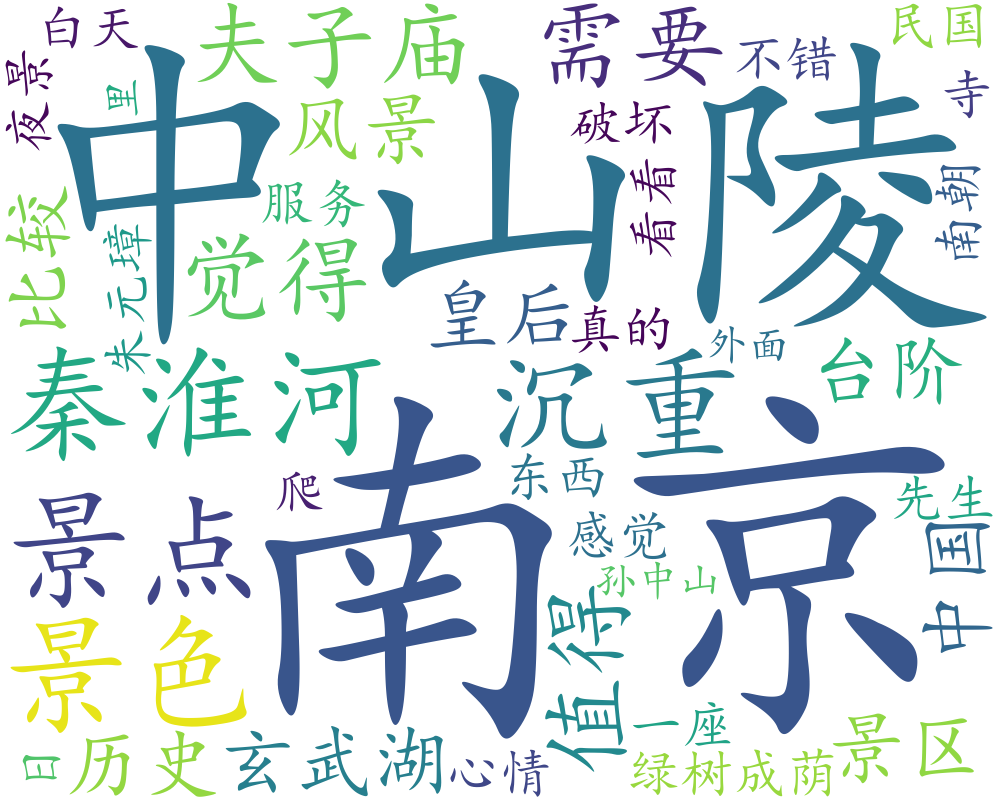 白天
夫子庙
需要
民国
不错
夜景
里
中山陵
风景
破坏
寺
看看
南朝
服务
比较
朱元璋
觉得
皇后
真的
外面
台阶
秦淮河
沉重
东西
爬
先生
景点
南京
感觉
中国
孙中山
值得
景色
一座
景区
日
历史
玄武湖
心情
绿树成荫